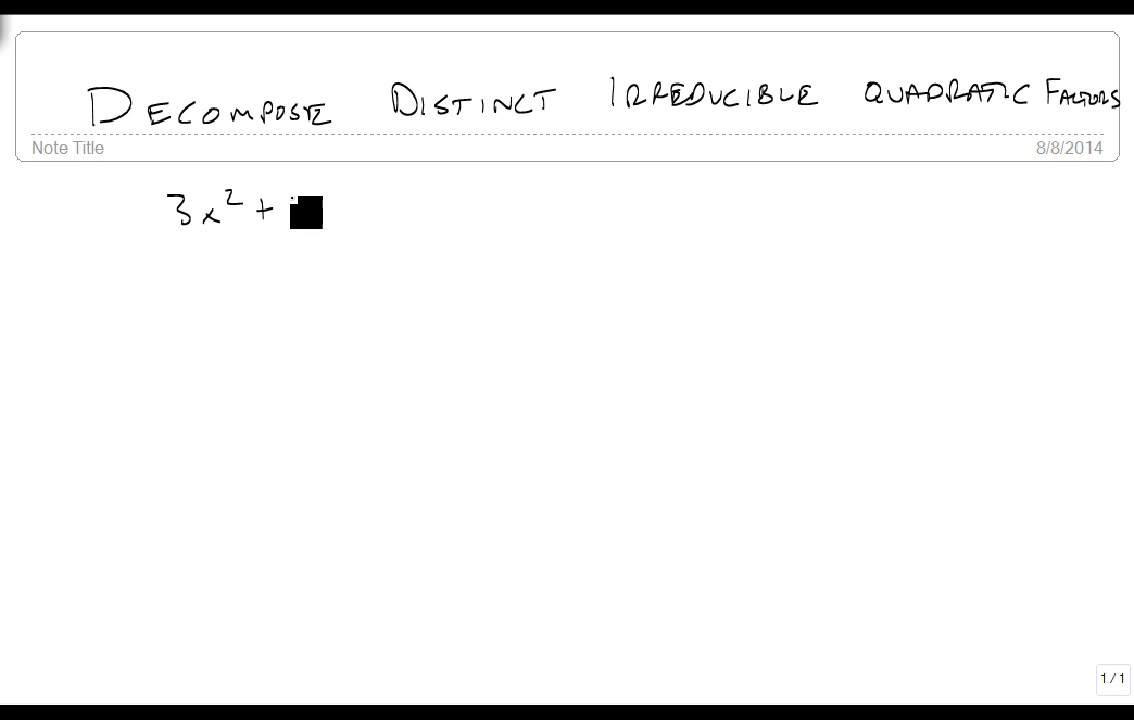 DECOMPOSE DISTINCT IRREDUCIBLE QUADRATIC FACTORS
Note Title 8/8/2014
3x² +
1/1